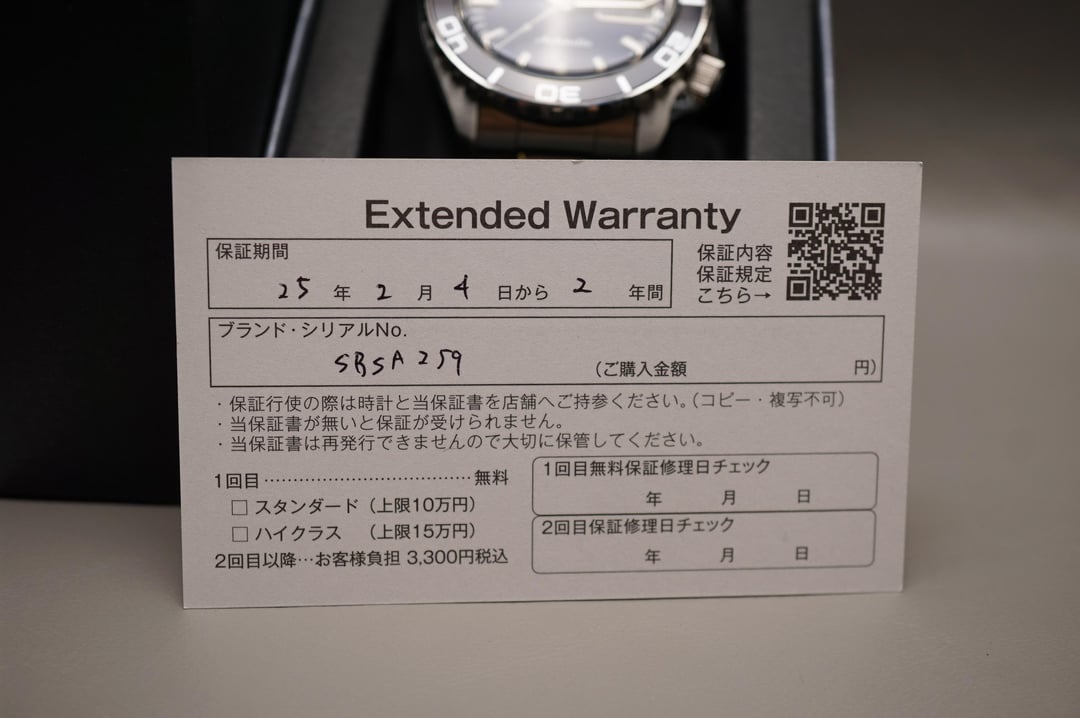 40
30
20
Extended Warranty
保証期間
25 年 2 月 4 日から 2 年間
保証内容
保証規定
こちら→
ブランド・シリアルNo.
SBSA259
(ご購入金額 円)
・保証行使の際は時計と当保証書を店舗へご持参ください。(コピー・複写不可)
・当保証書が無いと保証が受けられません。
・当保証書は再発行できませんので大切に保管してください。
1回目……………………………無料
□ スタンダード (上限10万円)
□ ハイクラス (上限15万円)
2回目以降…お客様負担 3,300円税込
1回目無料保証修理日チェック
年 月 日
2回目保証修理日チェック
年 月 日